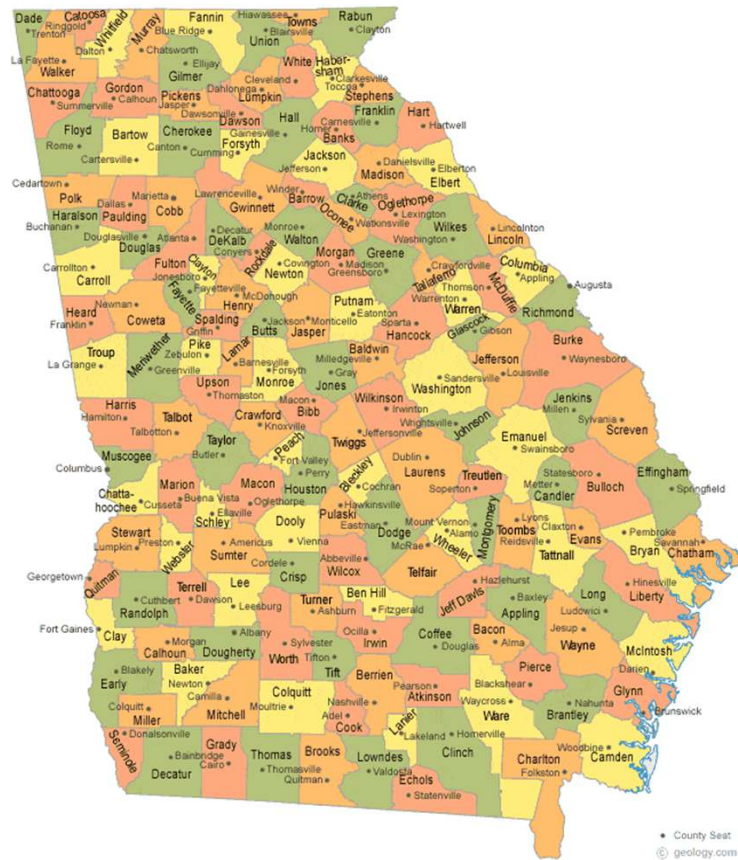 Dade
Catoosa
Ringgold
Trenton
Whitfield
Dalton
Murray
Chatsworth
Fannin
Blue Ridge
Hiawassee
Towns
Blairsville
Union
Rabun
Clayton
La Fayette
Walker
Ellijay
Gilmer
White
Cleveland
Haber-
sham
Clarkesville
Toccoa
Stephens
Chattooga
Summerville
Gordon
Calhoun
Pickens
Jasper
Dahlonega
Lumpkin
Dawsonville
Dawson
Hall
Gainesville
Homer
Banks
Carnesville
Franklin
Hart
Hartwell
Floyd
Rome
Bartow
Cartersville
Cherokee
Canton
Cumming
Forsyth
Jackson
Jefferson
Danielsville
Madison
Elberton
Elbert
Cedartown
Polk
Dallas
Paulding
Marietta
Cobb
Lawrenceville
Gwinnett
Winder
Barrow
Clarke
Athens
Oconee
Watkinsville
Oglethorpe
Lexington
Haralson
Buchanan
Douglasville
Douglas
Atlanta
Fulton
Decatur
DeKalb
Conyers
Rockdale
Monroe
Walton
Morgan
Madison
Greensboro
Greene
Washington
Wilkes
Lincolnton
Lincoln
Carrollton
Carroll
Clayton
Jonesboro
Fayetteville
Fayette
McDonough
Henry
Covington
Newton
Putnam
Eatonton
Crawfordville
Taliaferro
Warrenton
Warren
Thomson
McDuffie
Columbia
Appling
Augusta
Richmond
Heard
Franklin
Newnan
Coweta
Spalding
Griffin
Butts
Jackson
Monticello
Jasper
Sparta
Hancock
Glascock
Gibson
Burke
Waynesboro
Troup
La Grange
Meriwether
Greenville
Pike
Zebulon
Lamar
Barnesville
Forsyth
Monroe
Milledgeville
Baldwin
Gray
Jones
Washington
Sandersville
Jefferson
Louisville
Harris
Hamilton
Talbot
Talbotton
Upson
Thomaston
Crawford
Knoxville
Macon
Bibb
Wilkinson
Irwinton
Jeffersonville
Twiggs
Wrightsville
Johnson
Emanuel
Swainsboro
Jenkins
Millen
Sylvania
Screven
Muscogee
Columbus
Taylor
Butler
Peach
Fort Valley
Perry
Houston
Bleckley
Cochran
Dublin
Laurens
Treutlen
Soperton
Statesboro
Metter
Candler
Bulloch
Effingham
Springfield
Chatta-
hoochee
Cusseta
Marion
Buena Vista
Ellaville
Schley
Macon
Oglethorpe
Dooly
Vienna
Pulaski
Hawkinsville
Eastman
Dodge
McRae
Mount Vernon
Alamo
Wheeler
Montgomery
Lyons
Toombs
Reidsville
Claxton
Evans
Tattnall
Pembroke
Bryan
Savannah
Chatham
Stewart
Lumpkin
Preston
Webster
Americus
Sumter
Cordele
Crisp
Abbeville
Wilcox
Telfair
Georgetown
Quitman
Cuthbert
Randolph
Terrell
Dawson
Lee
Leesburg
Turner
Ashburn
Ben Hill
Fitzgerald
Jeff Davis
Hazlehurst
Baxley
Appling
Long
Ludowici
Hinesville
Liberty
Fort Gaines
Clay
Morgan
Calhoun
Albany
Dougherty
Sylvester
Worth
Tifton
Tift
Ocilla
Irwin
Coffee
Douglas
Bacon
Alma
Jesup
Wayne
McIntosh
Darien
Blakely
Early
Baker
Newton
Camilla
Mitchell
Colquitt
Moultrie
Berrien
Nashville
Pearson
Atkinson
Blackshear
Pierce
Waycross
Ware
Nahunta
Brantley
Glynn
Brunswick
Colquitt
Miller
Adel
Cook
Lanier
Lakeland
Homerville
Clinch
Woodbine
Camden
Seminole
Donalsonville
Bainbridge
Decatur
Grady
Cairo
Thomas
Thomasville
Brooks
Quitman
Lowndes
Valdosta
Echols
Statenville
Charlton
Folkston
County Seat
© geology.com